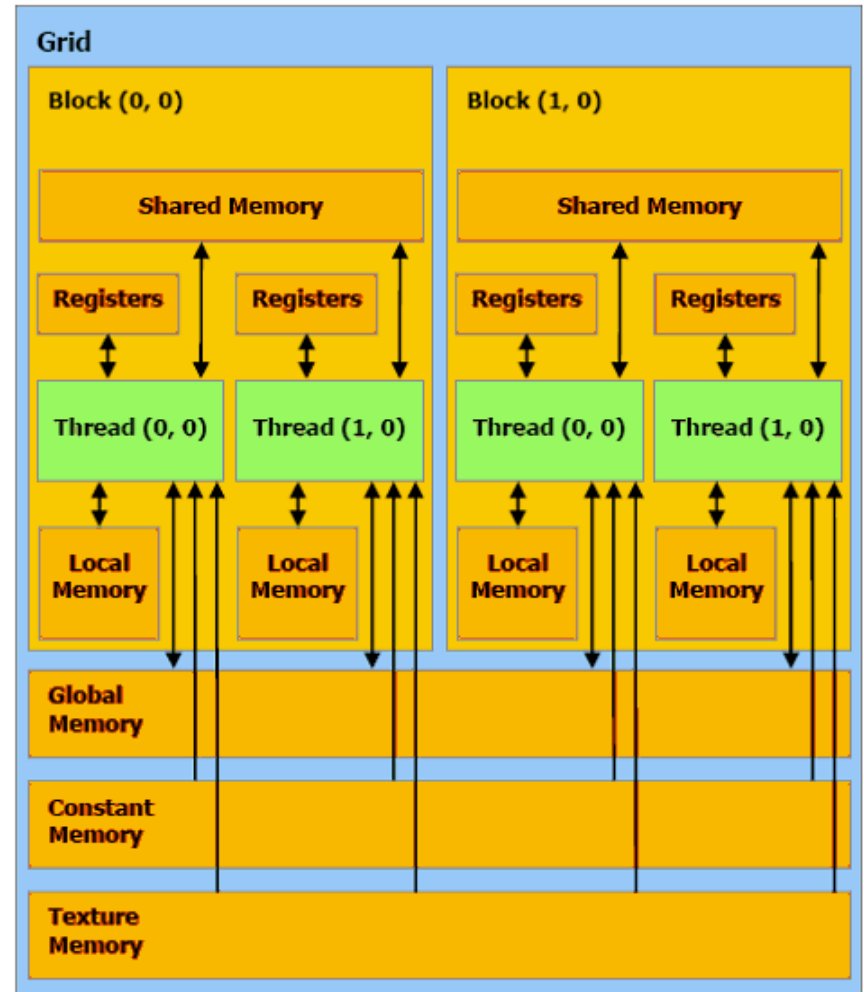 Grid
Block (0, 0)
Block (1, 0)
Shared Memory
Shared Memory
Registers
Registers
Registers
Registers
Thread (0, 0)
Thread (1, 0)
Thread (0, 0)
Thread (1, 0)
Local
Memory
Local
Memory
Local
Memory
Local
Memory
Global
Memory
Constant
Memory
Texture
Memory